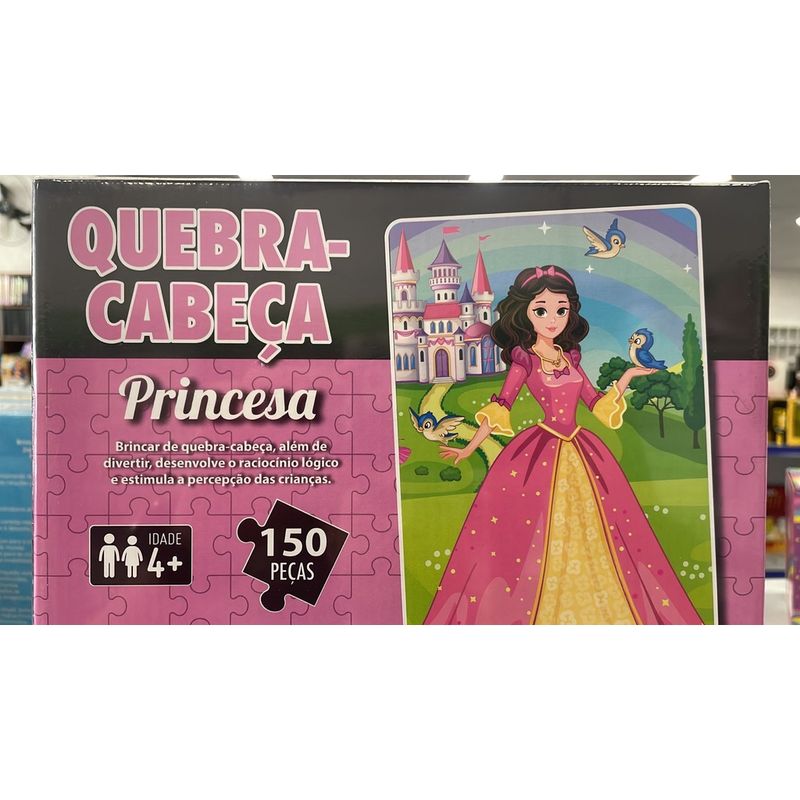 QUEBRA-
CABEÇA
Princesa
Brincar de quebra-cabeça, além de
divertir, desenvolve o raciocínio lógico
e estimula a percepção das crianças.
IDADE
4+
150
PEÇAS